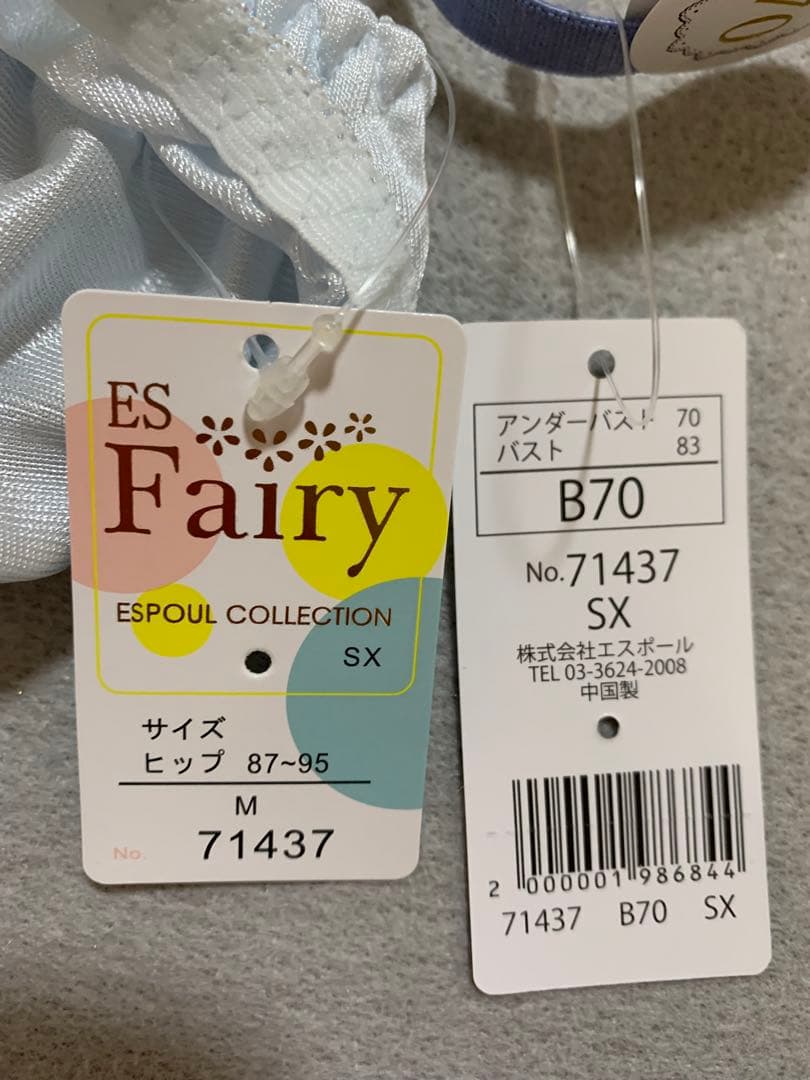 ES
Fairy
ESPOUL COLLECTION
SX
サイズ
ヒップ 87~95
M
No. 71437
アンダーバスト 70
バスト 83
B70
No.71437
SX
株式会社エスポール
TEL 03-3624-2008
中国製
2 000001 986844
71437 B70 SX